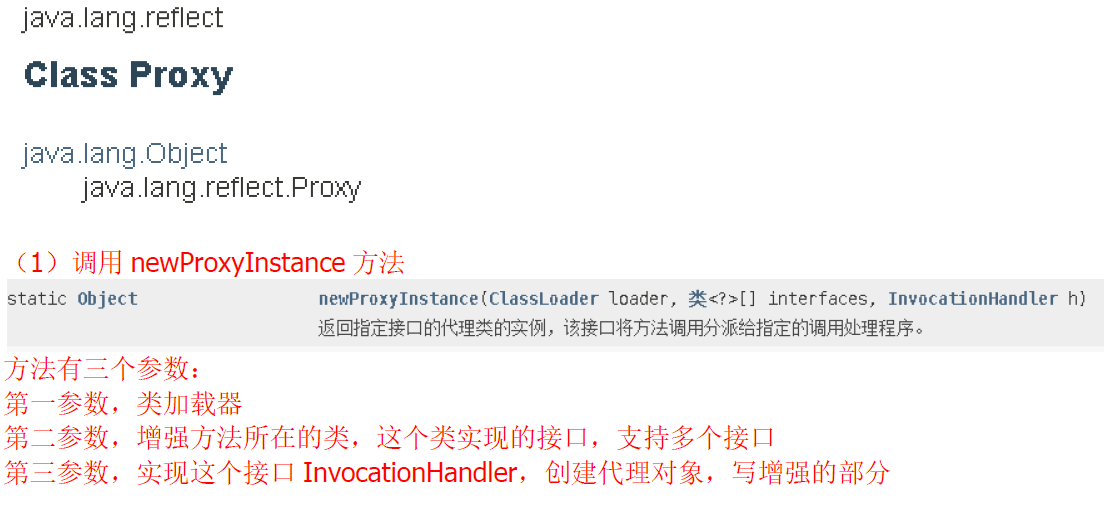 java.lang.reflect
Class Proxy
java.lang.Object
java.lang.reflect.Proxy
（1）调用 newProxyInstance 方法
static Object newProxyInstance(ClassLoader loader, 类<?>[] interfaces, InvocationHandler h)
返回指定接口的代理类的实例，该接口将方法调用分派给指定的调用处理程序。
方法有三个参数：
第一参数，类加载器
第二参数，增强方法所在的类，这个类实现的接口，支持多个接口
第三参数，实现这个接口 InvocationHandler，创建代理对象，写增强的部分